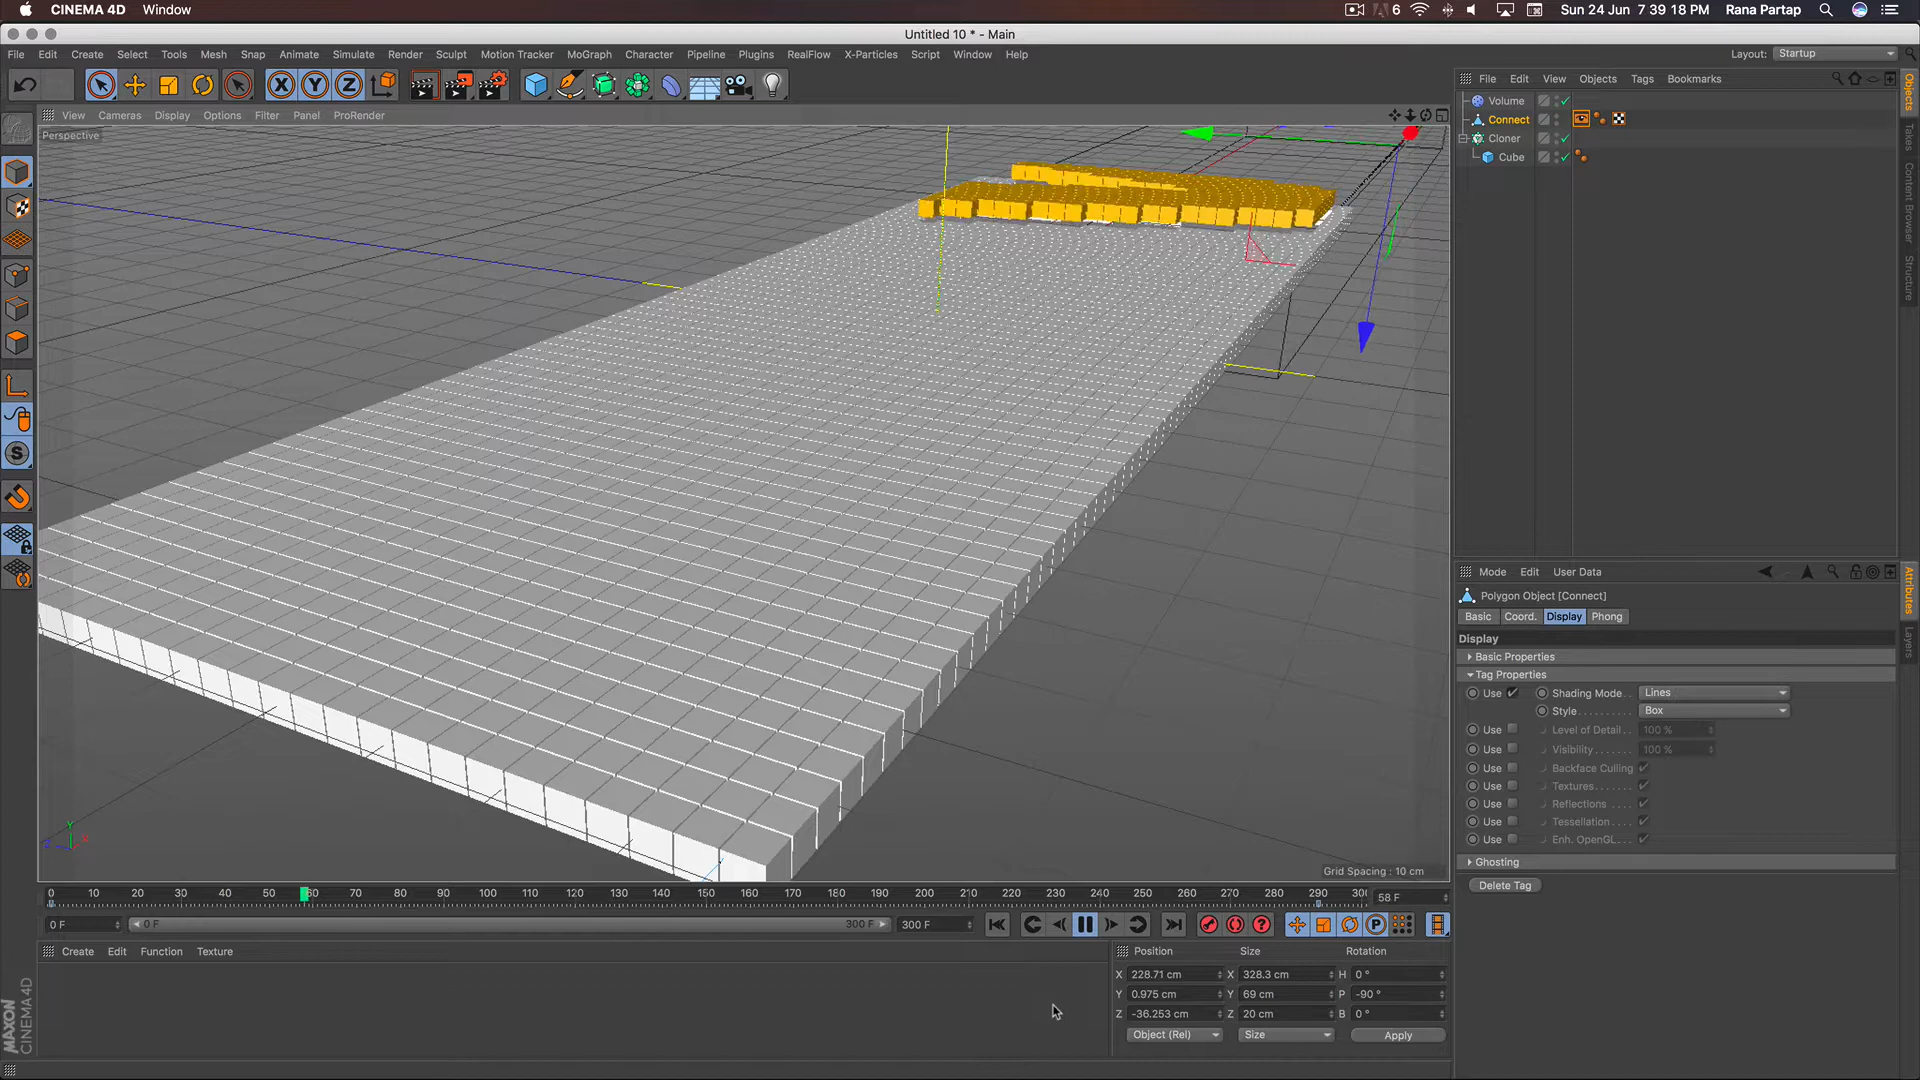 CINEMA 4D Window 6 Sun 24 Jun 7 39 18 PM Rana Partap
Untitled 10 * - Main
File Edit Create Select Tools Mesh Snap Animate Simulate Render Sculpt Motion Tracker MoGraph Character Pipeline Plugins RealFlow X-Particles Script Window Help Layout: Startup
X Y Z
File Edit View Objects Tags Bookmarks
View Cameras Display Options Filter Panel ProRender
Perspective
Volume
Connect
Cloner
Cube
Objects
Takes
Content Browser
Structure
Mode Edit User Data
Polygon Object [Connect]
Basic Coord. Display Phong
Display
Basic Properties
Tag Properties
Use Shading Mode Lines
Style Box
Use Level of Detail 100 %
Use Visibility 100 %
Use Backface Culling
Use Textures
Use Reflections
Use Tessellation
Use Enh. OpenGL
Ghosting
Delete Tag
Attributes
Layers
Y
X
Z
Grid Spacing : 10 cm
0 10 20 30 40 50 60 70 80 90 100 110 120 130 140 150 160 170 180 190 200 210 220 230 240 250 260 270 280 290 300 58 F
0 F 0 F 300 F 300 F
P
Create Edit Function Texture
Position Size Rotation
X 228.71 cm X 328.3 cm H 0 °
Y 0.975 cm Y 69 cm P -90 °
Z -36.253 cm Z 20 cm B 0 °
Object (Rel) Size Apply
MAXON
CINEMA 4D